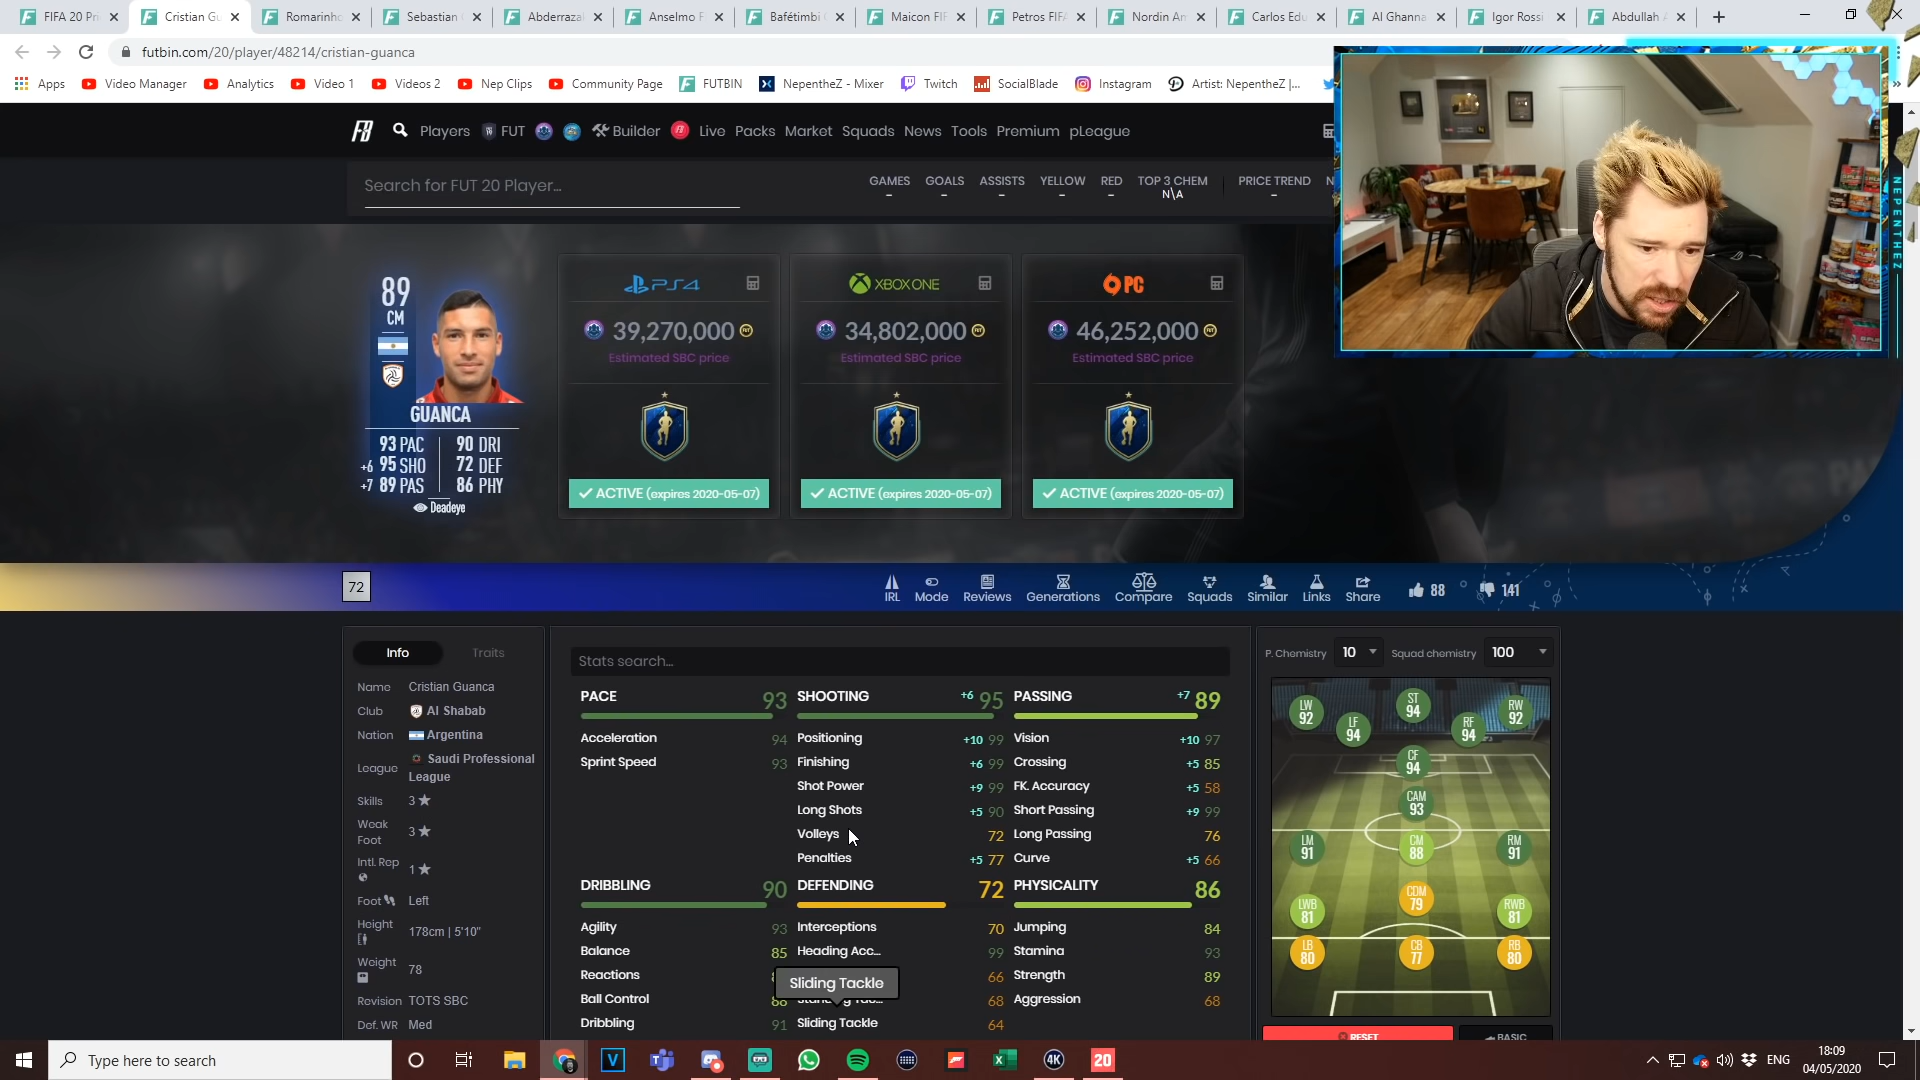 FIFA 20 Pr
Cristian Gu
Romarinho
Sebastian
Abderraza
Anselmo F
Bafétimbi
Maicon FIF
Petros FIFA
Nordin Am
Carlos Edu
Al Ghanna
Igor Rossi
Abdullah
futbin.com/20/player/48214/cristian-guanca
Apps
Video Manager
Analytics
Video 1
Videos 2
Nep Clips
Community Page
FUTBIN
NepentheZ - Mixer
Twitch
SocialBlade
Instagram
Artist: NepentheZ |...
Players FUT Builder Live Packs Market Squads News Tools Premium pLeague
Search for FUT 20 Player...
GAMES GOALS ASSISTS YELLOW RED TOP 3 CHEM PRICE TREND
- - - - - N\A -
NEPENTHEZ
89
CM
GUANCA
93 PAC 90 DRI
+6 95 SHO 72 DEF
+7 89 PAS 86 PHY
Deadeye
PS4
39,270,000
Estimated SBC price
ACTIVE (expires 2020-05-07)
XBOX ONE
34,802,000
Estimated SBC price
ACTIVE (expires 2020-05-07)
PC
46,252,000
Estimated SBC price
ACTIVE (expires 2020-05-07)
72
IRL Mode Reviews Generations Compare Squads Similar Links Share 88 141
Info Traits
Name Cristian Guanca
Club Al Shabab
Nation Argentina
League Saudi Professional League
Skills 3
Weak Foot 3
Intl. Rep 1
Foot Left
Height 178cm | 5'10"
Weight 78
Revision TOTS SBC
Def. WR Med
Stats search...
PACE 93
Acceleration 94
Sprint Speed 93
SHOOTING +6 95
Positioning +10 99
Finishing +6 99
Shot Power +9 99
Long Shots +5 90
Volleys 72
Penalties +5 77
PASSING +7 89
Vision +10 97
Crossing +5 85
FK. Accuracy +5 58
Short Passing +9 99
Long Passing 76
Curve +5 66
DRIBBLING 90
Agility 93
Balance 85
Reactions
Ball Control 88
Dribbling 91
DEFENDING 72
Interceptions 70
Heading Acc... 99
66
Standing Tac... 68
Sliding Tackle 64
Sliding Tackle
PHYSICALITY 86
Jumping 84
Stamina 93
Strength 89
Aggression 68
P. Chemistry 10 Squad chemistry 100
LW 92
ST 94
RW 92
LF 94
RF 94
CF 94
CAM 93
LM 91
CM 88
RM 91
CDM 79
LWB 81
RWB 81
LB 80
CB 77
RB 80
RESET
BASIC
Type here to search
V
4K
20
ENG
18:09
04/05/2020